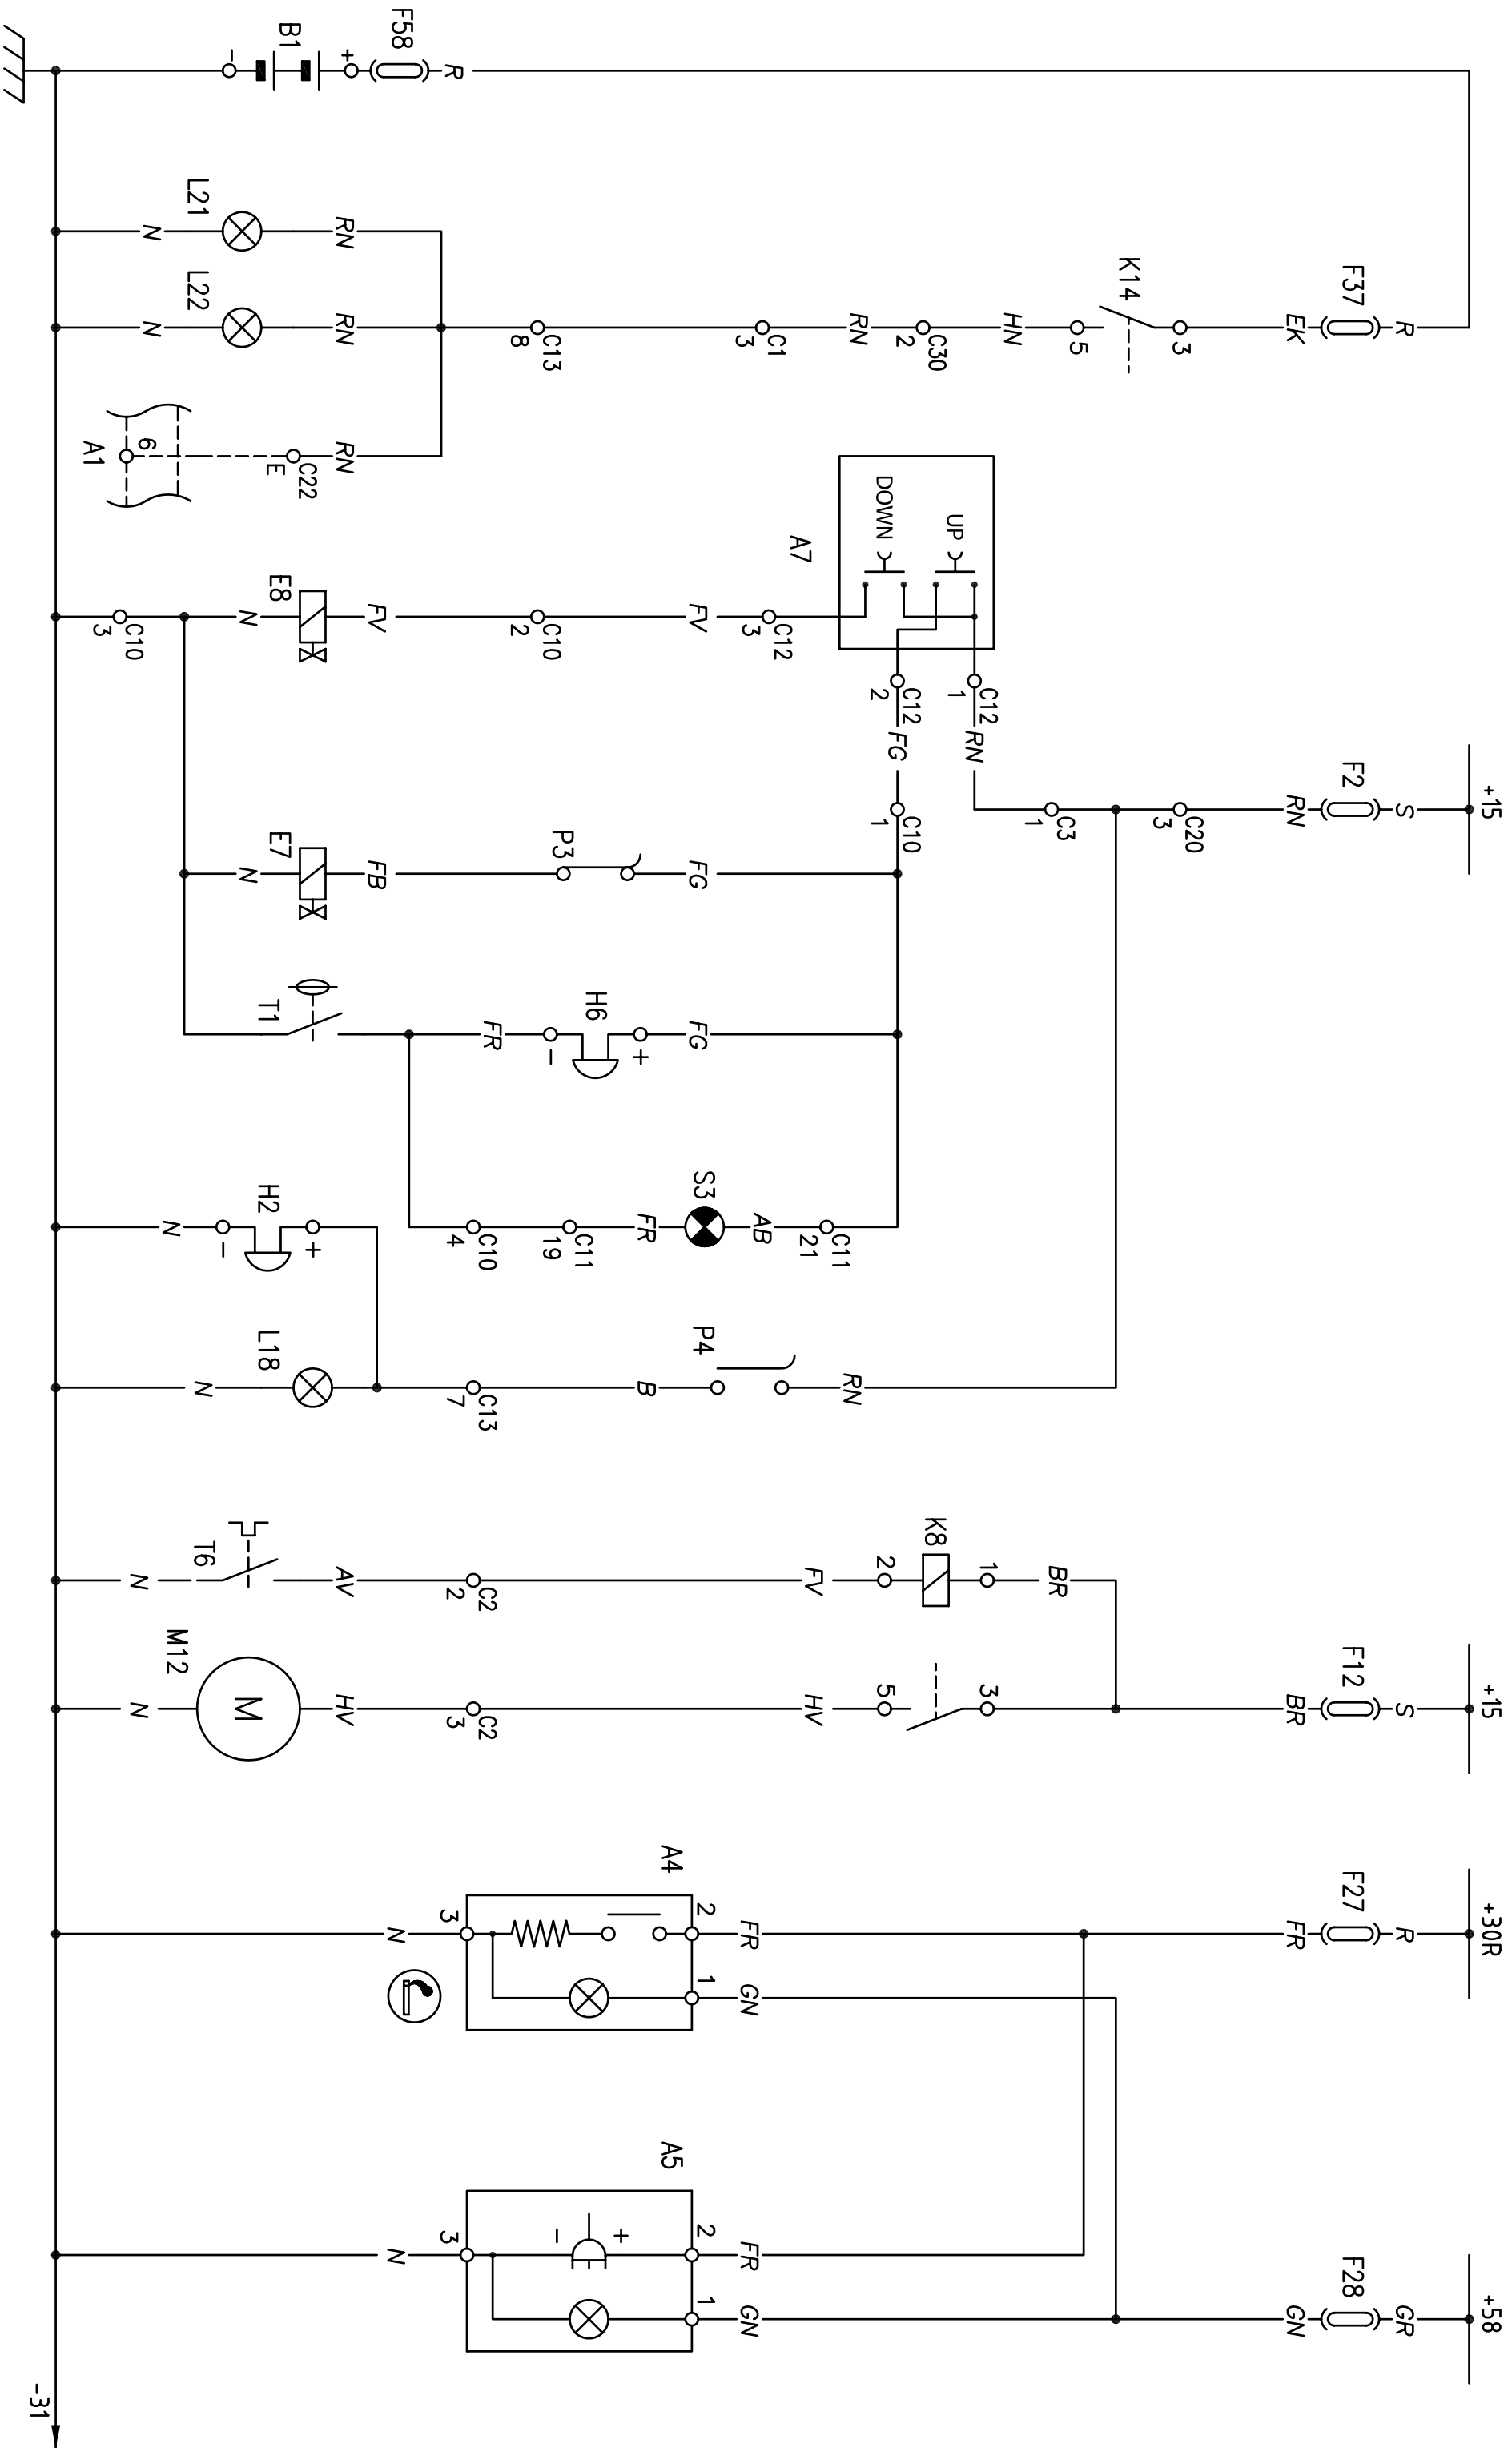 +15
+15
+30R
+58
F58
R
B1
+
-
F37
R
EK
K14
3
5
HN
C30
2
RN
C1
3
C13
8
L21
RN
N
L22
RN
N
RN
C22
E
6
A1
F2
S
RN
C20
3
C3
1
RN
C12
1
C12
2
FG
C10
1
UP
DOWN
A7
C12
3
FV
C10
2
FV
E8
N
C10
3
FG
P3
FB
E7
N
FG
H6
+
-
FR
T1
C11
21
AB
S3
FR
C11
19
C10
4
RN
P4
B
C13
7
L18
N
H2
+
-
N
F12
S
BR
BR
K8
1
2
FV
C2
2
AV
T6
N
3
5
HV
C2
3
HV
M12
M
N
F27
R
FR
FR
2
GN
1
A4
3
N
F28
GR
GN
FR
2
GN
1
A5
+
-
3
N
-31